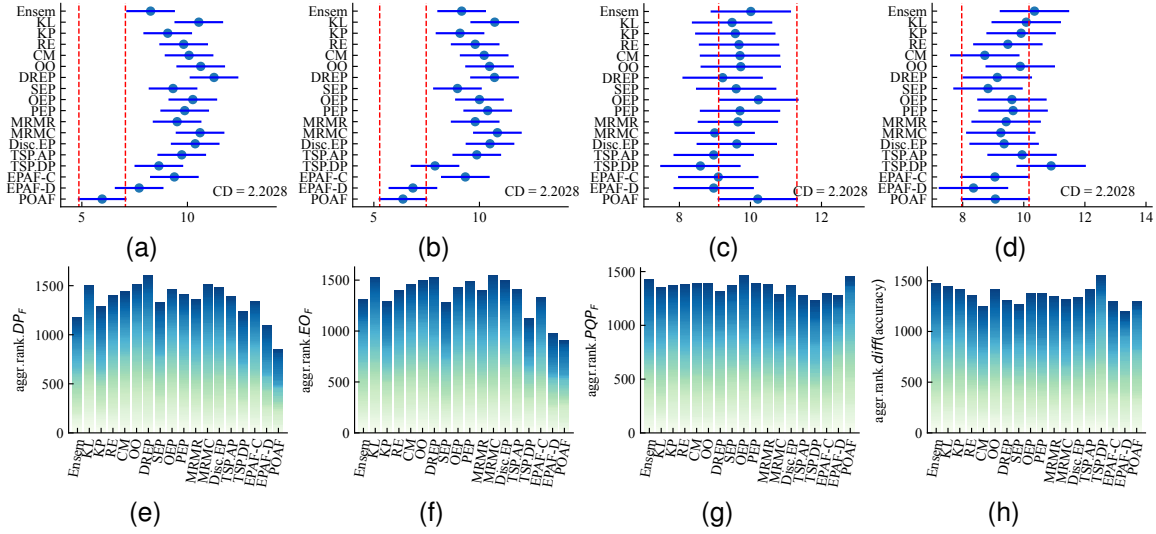 Ensem
KL
KP
RE
CM
OO
DREP
SEP
OEP
PEP
MRMR
MRMC
Disc.EP
TSP.AP
TSP.DP
EPAF-C
EPAF-D
POAF
CD = 2.2028
5 10
(a)
Ensem
KL
KP
RE
CM
OO
DREP
SEP
OEP
PEP
MRMR
MRMC
Disc.EP
TSP.AP
TSP.DP
EPAF-C
EPAF-D
POAF
CD = 2.2028
5 10
(b)
Ensem
KL
KP
RE
CM
OO
DREP
SEP
OEP
PEP
MRMR
MRMC
Disc.EP
TSP.AP
TSP.DP
EPAF-C
EPAF-D
POAF
CD = 2.2028
8 10 12
(c)
Ensem
KL
KP
RE
CM
OO
DREP
SEP
OEP
PEP
MRMR
MRMC
Disc.EP
TSP.AP
TSP.DP
EPAF-C
EPAF-D
POAF
CD = 2.2028
8 10 12 14
(d)
aggr.rank.DP_F
1500
1000
500
0
Ensem KL KP RE CM OO DREP SEP OEP PEP MRMR MRMC Disc.EP TSP.AP TSP.DP EPAF-C EPAF-D POAF
(e)
aggr.rank.EO_F
1500
1000
500
0
Ensem KL KP RE CM OO DREP SEP OEP PEP MRMR MRMC Disc.EP TSP.AP TSP.DP EPAF-C EPAF-D POAF
(f)
aggr.rank.PQP_F
1500
1000
500
0
Ensem KL KP RE CM OO DREP SEP OEP PEP MRMR MRMC Disc.EP TSP.AP TSP.DP EPAF-C EPAF-D POAF
(g)
aggr.rank.diff(accuracy)
1500
1000
500
0
Ensem KL KP RE CM OO DREP SEP OEP PEP MRMR MRMC Disc.EP TSP.AP TSP.DP EPAF-C EPAF-D POAF
(h)